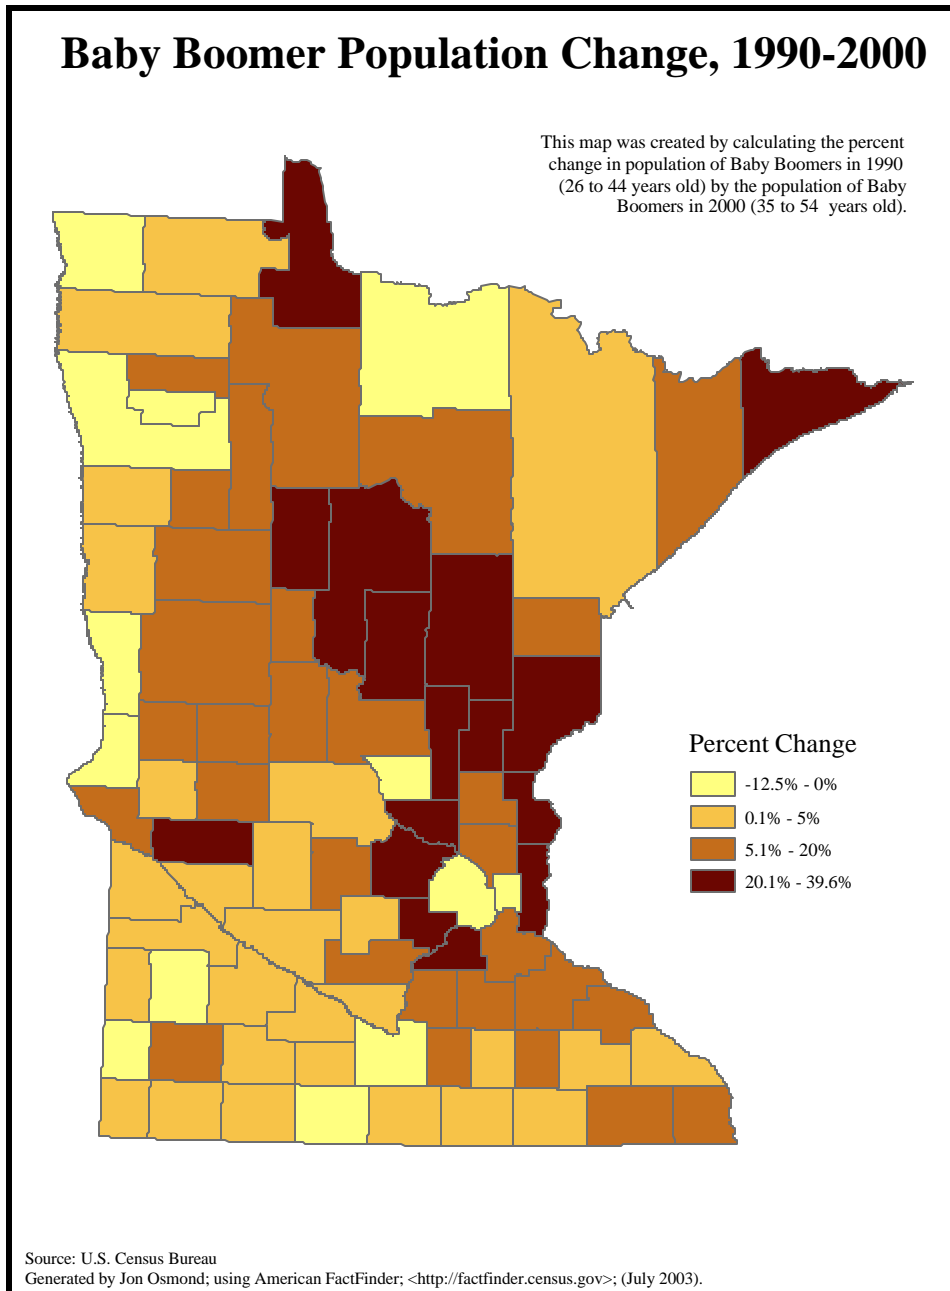 Baby Boomer Population Change, 1990-2000
This map was created by calculating the percent
change in population of Baby Boomers in 1990
(26 to 44 years old) by the population of Baby
Boomers in 2000 (35 to 54 years old).
Percent Change
-12.5% - 0%
0.1% - 5%
5.1% - 20%
20.1% - 39.6%
Source: U.S. Census Bureau
Generated by Jon Osmond; using American FactFinder; <http://factfinder.census.gov>; (July 2003).